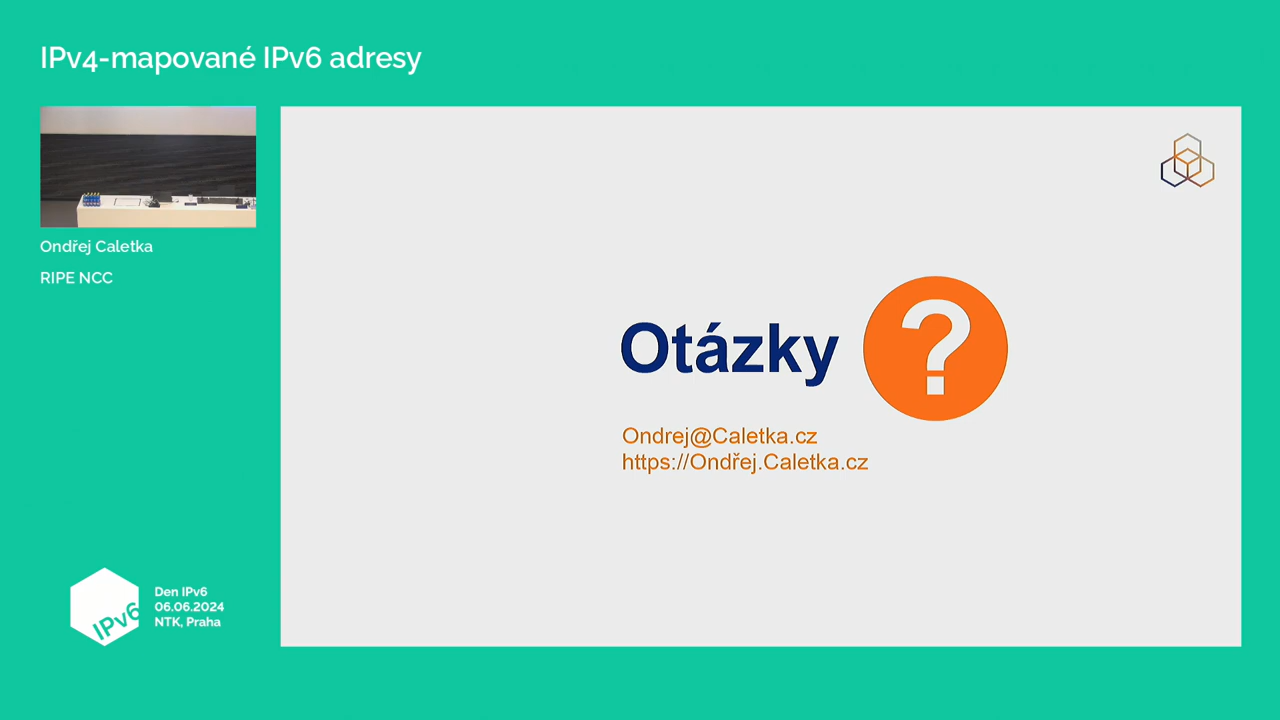 IPv4-mapované IPv6 adresy
Ondřej Caletka
RIPE NCC
Otázky
?
Ondrej@Caletka.cz
https://Ondřej.Caletka.cz
IPv6
Den IPv6
06.06.2024
NTK, Praha